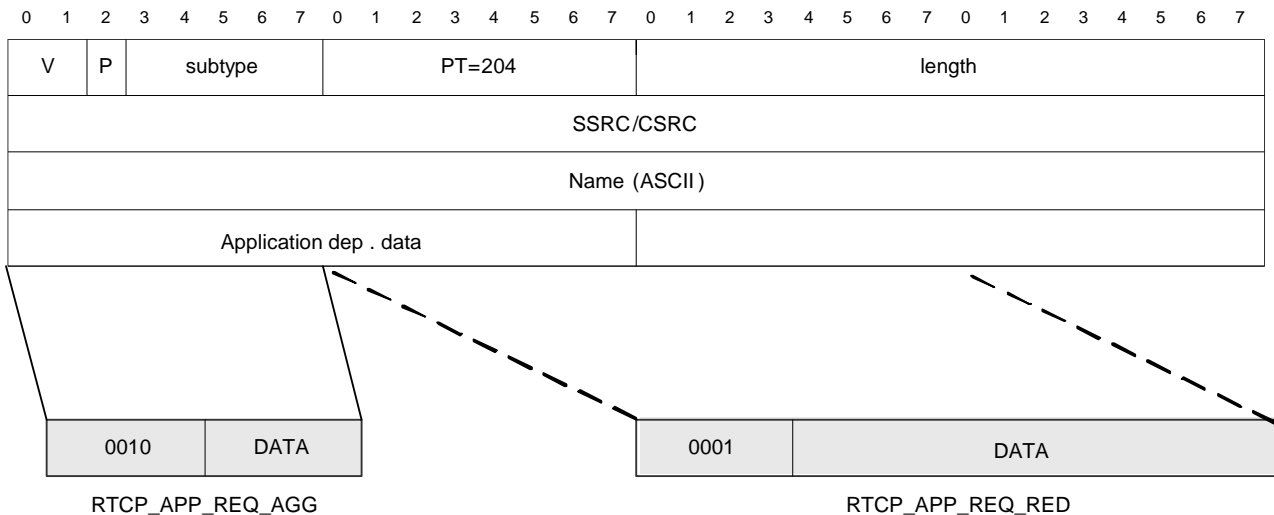 0 1 2 3 4 5 6 7 0 1 2 3 4 5 6 7 0 1 2 3 4 5 6 7 0 1 2 3 4 5 6 7
V P subtype PT=204 length
SSRC/CSRC
Name (ASCII)
Application dep . data
0010 DATA 0001 DATA
RTCP_APP_REQ_AGG RTCP_APP_REQ_RED